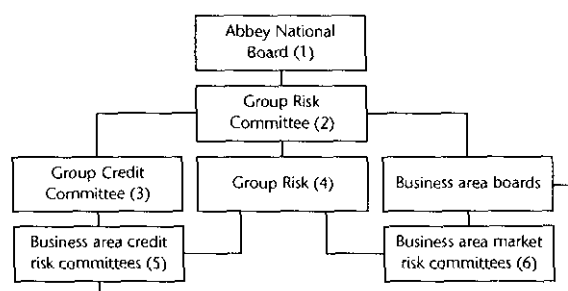 Abbey National
Board (1)
Group Risk
Committee (2)
Group Credit
Committee (3)
Group Risk (4)
Business area boards
Business area credit
risk committees (5)
Business area market
risk committees (6)